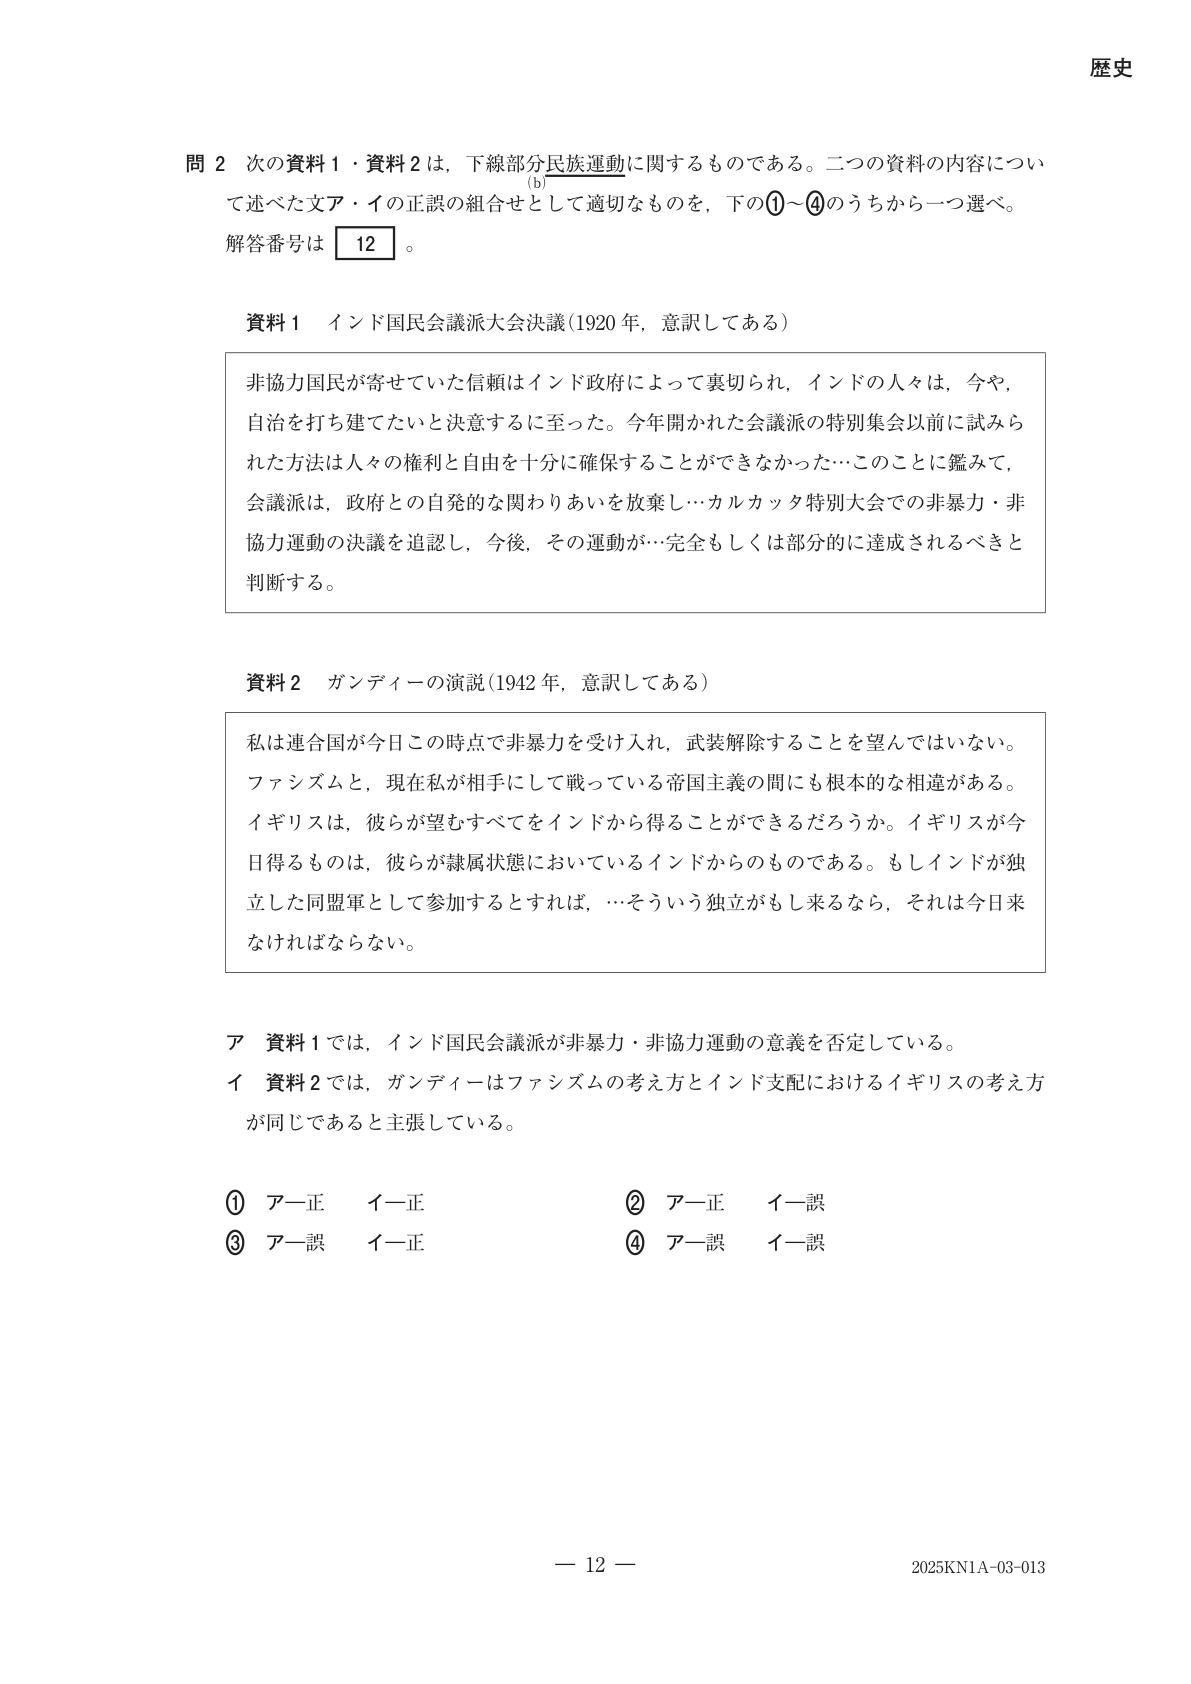 歴史
問 2 次の資料1・資料2は，下線部分民族運動に関するものである。二つの資料の内容につい
(b)
て述べた文ア・イの正誤の組合せとして適切なものを，下の①～④のうちから一つ選べ。
解答番号は 12 。
資料1 インド国民会議派大会決議(1920 年，意訳してある)
非協力国民が寄せていた信頼はインド政府によって裏切られ，インドの人々は，今や，
自治を打ち建てたいと決意するに至った。今年開かれた会議派の特別集会以前に試みら
れた方法は人々の権利と自由を十分に確保することができなかった…このことに鑑みて，
会議派は，政府との自発的な関わりあいを放棄し…カルカッタ特別大会での非暴力・非
協力運動の決議を追認し，今後，その運動が…完全もしくは部分的に達成されるべきと
判断する。
資料2 ガンディーの演説(1942 年，意訳してある)
私は連合国が今日この時点で非暴力を受け入れ，武装解除することを望んではいない。
ファシズムと，現在私が相手にして戦っている帝国主義の間にも根本的な相違がある。
イギリスは，彼らが望むすべてをインドから得ることができるだろうか。イギリスが今
日得るものは，彼らが隷属状態においているインドからのものである。もしインドが独
立した同盟軍として参加するとすれば，…そういう独立がもし来るなら，それは今日来
なければならない。
ア 資料1では，インド国民会議派が非暴力・非協力運動の意義を否定している。
イ 資料2では，ガンディーはファシズムの考え方とインド支配におけるイギリスの考え方
が同じであると主張している。
① ア―正 イ―正 ② ア―正 イ―誤
③ ア―誤 イ―正 ④ ア―誤 イ―誤
― 12 ―
2025KN1A-03-013